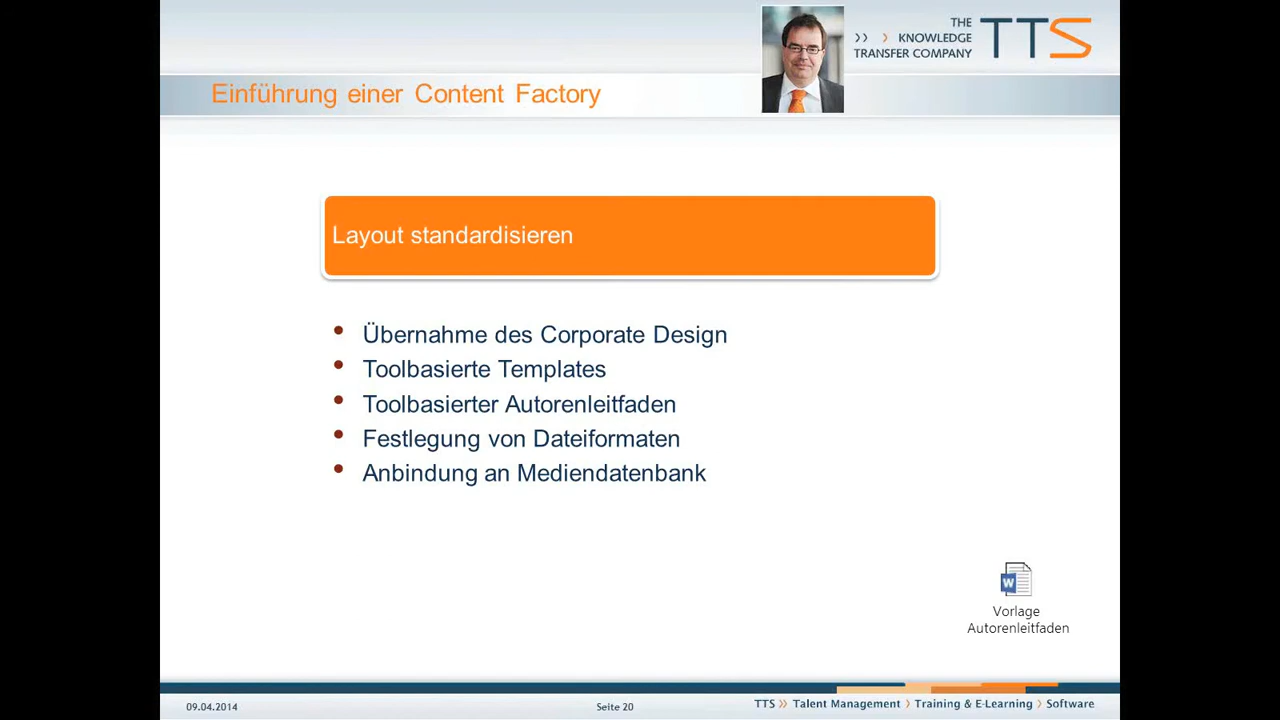 THE
>> > KNOWLEDGE
TRANSFER COMPANY
TTS
Einführung einer Content Factory
Layout standardisieren
• Übernahme des Corporate Design
• Toolbasierte Templates
• Toolbasierter Autorenleitfaden
• Festlegung von Dateiformaten
• Anbindung an Mediendatenbank
W
Vorlage
Autorenleitfaden
09.04.2014
Seite 20
TTS >> Talent Management > Training & E-Learning > Software